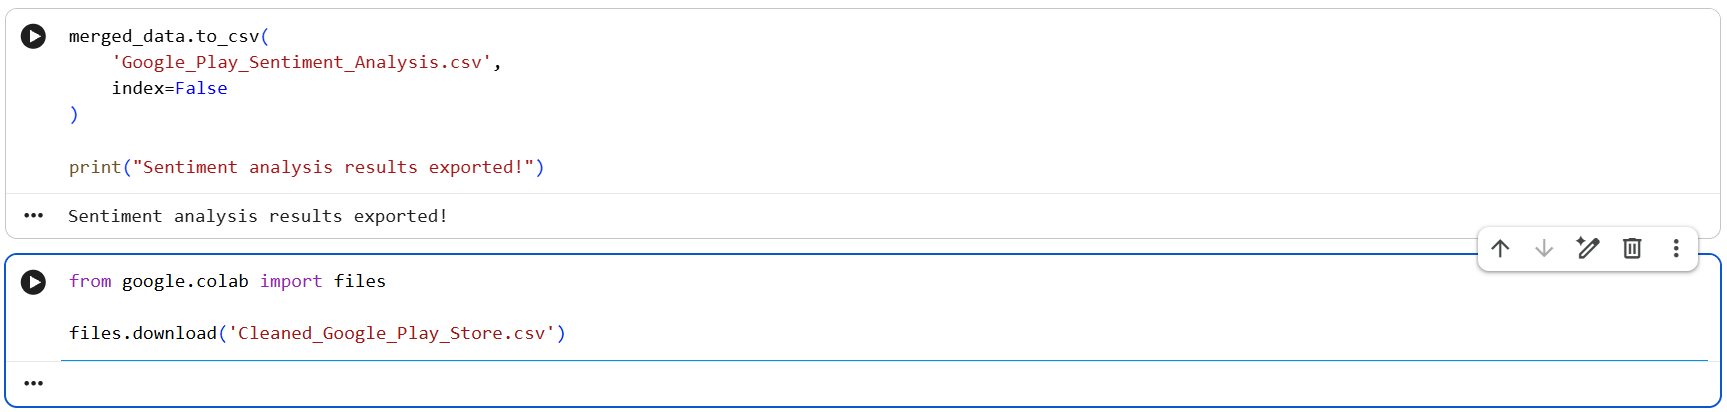 merged_data.to_csv(
    'Google_Play_Sentiment_Analysis.csv',
    index=False
)
print("Sentiment analysis results exported!")
Sentiment analysis results exported!
from google.colab import files
files.download('Cleaned_Google_Play_Store.csv')